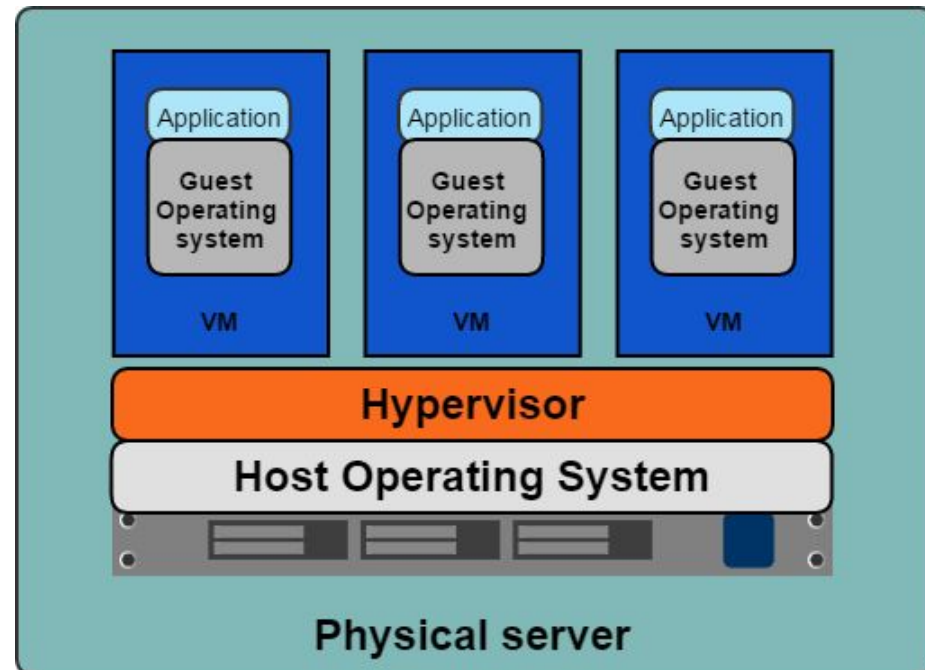 Application
Application
Application
Guest
Operating
system
Guest
Operating
system
Guest
Operating
system
VM
VM
VM
Hypervisor
Host Operating System
Physical server